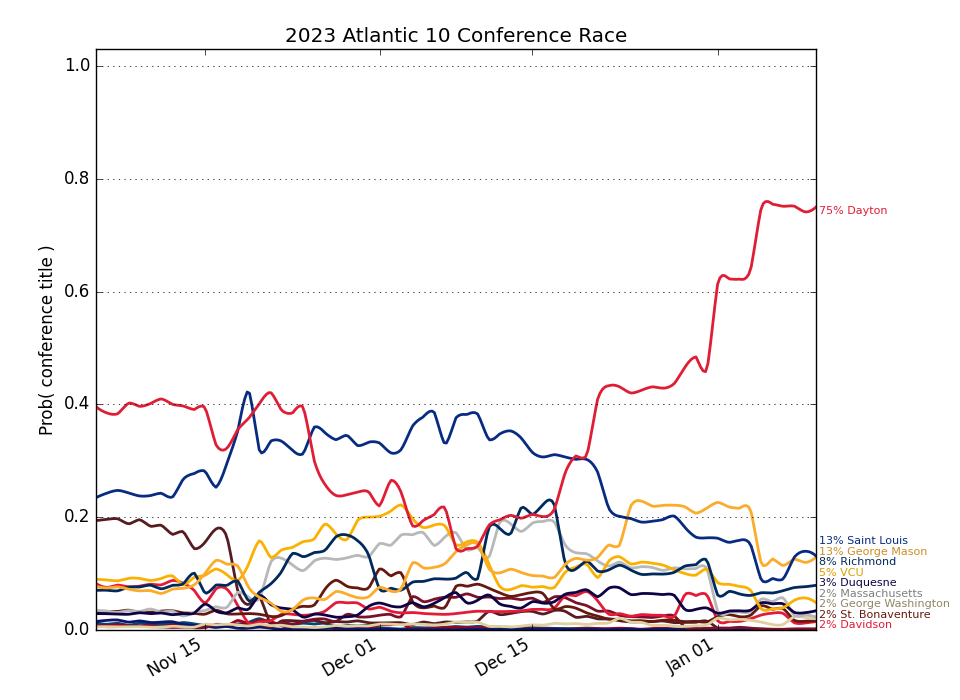 2023 Atlantic 10 Conference Race
1.0
0.8
0.6
0.4
0.2
0.0
Prob( conference title )
Nov 15
Dec 01
Dec 15
Jan 01
75% Dayton
13% Saint Louis
13% George Mason
8% Richmond
5% VCU
3% Duquesne
2% Massachusetts
2% George Washington
2% St. Bonaventure
2% Davidson